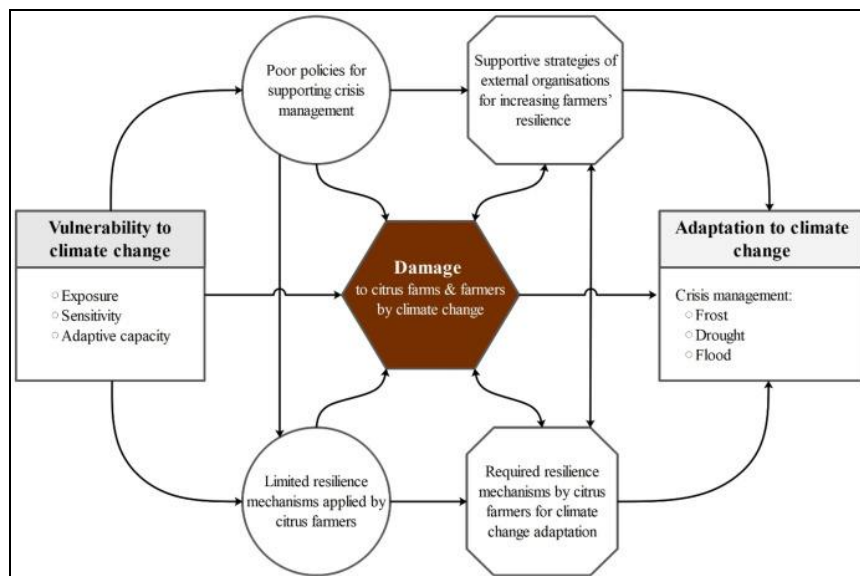 Poor policies for
supporting crisis
management
Supportive strategies of
external organisations
for increasing farmers'
resilience
Vulnerability to
climate change
○ Exposure
○ Sensitivity
○ Adaptive capacity
Damage
to citrus farms & farmers
by climate change
Adaptation to climate
change
Crisis management:
○ Frost
○ Drought
○ Flood
Limited resilience
mechanisms applied by
citrus farmers
Required resilience
mechanisms by citrus
farmers for climate
change adaptation